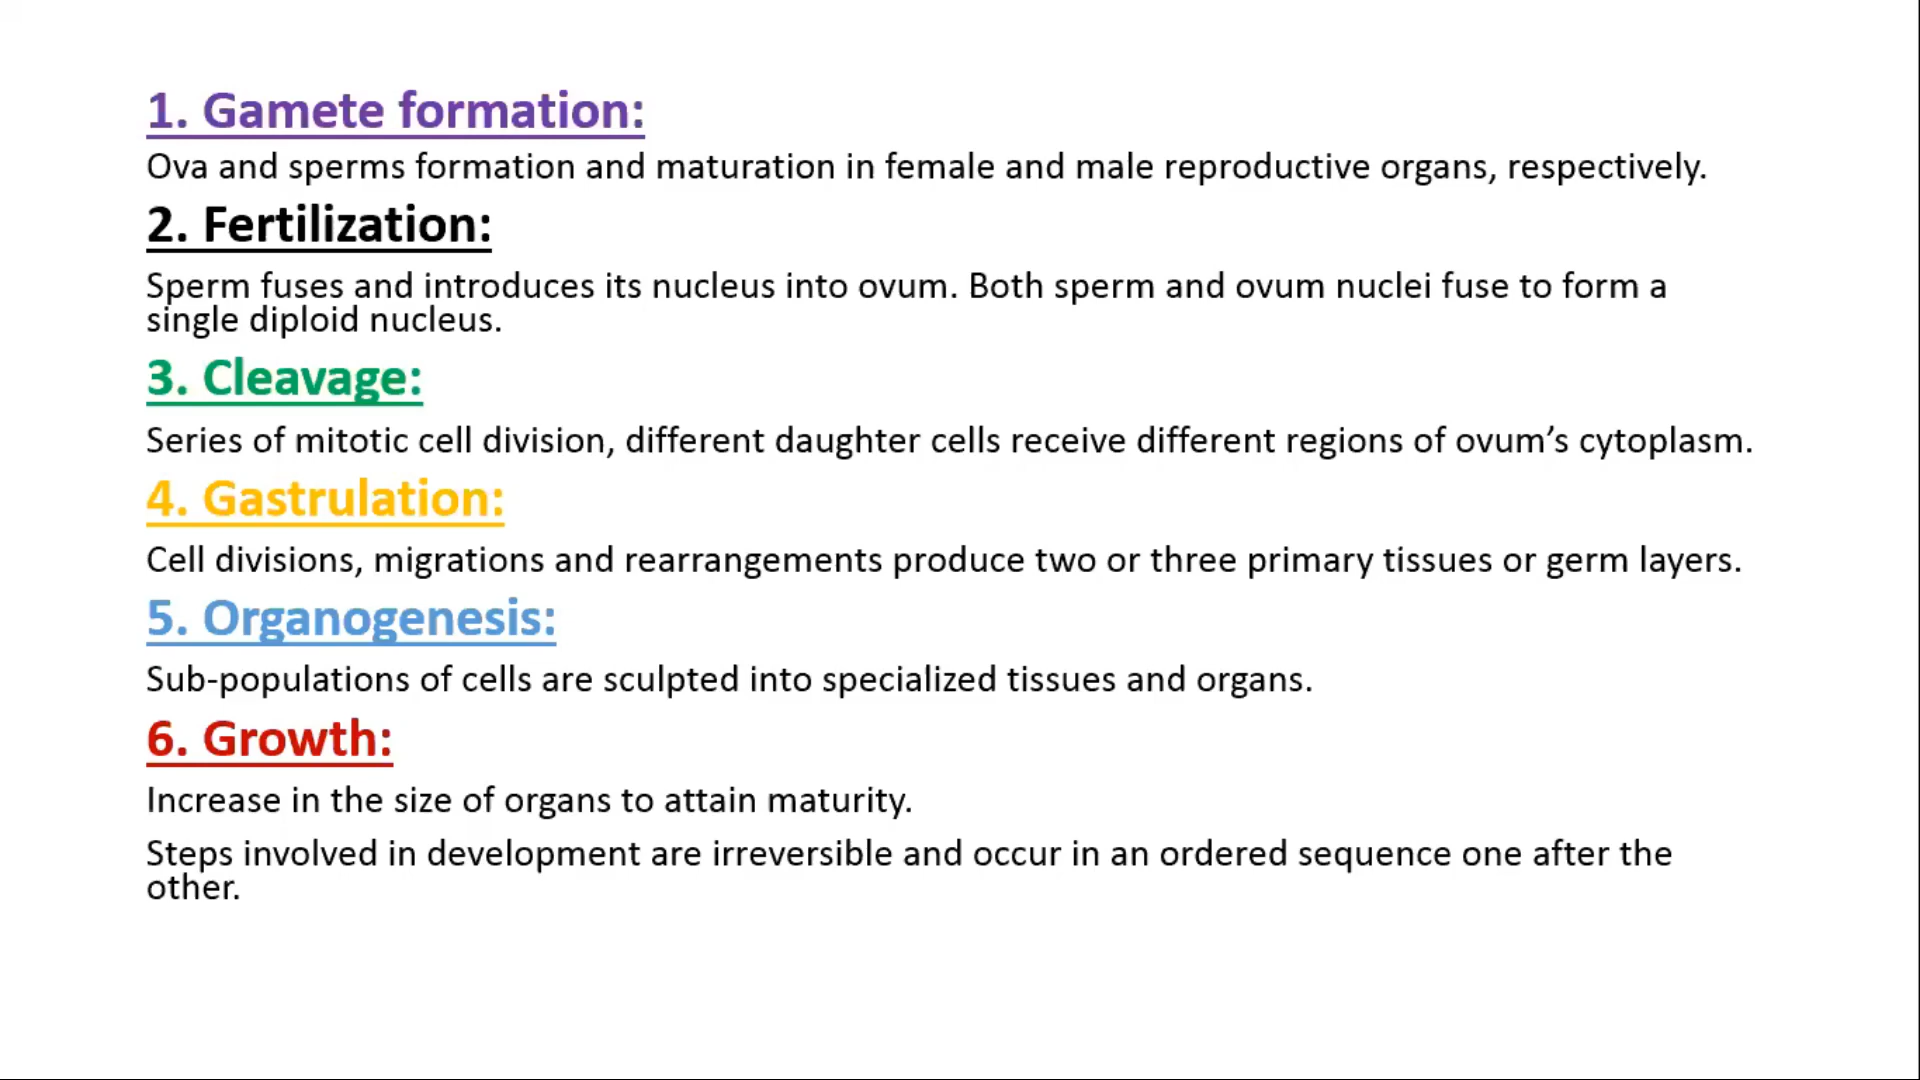 1. Gamete formation:
Ova and sperms formation and maturation in female and male reproductive organs, respectively.
2. Fertilization:
Sperm fuses and introduces its nucleus into ovum. Both sperm and ovum nuclei fuse to form a
single diploid nucleus.
3. Cleavage:
Series of mitotic cell division, different daughter cells receive different regions of ovum’s cytoplasm.
4. Gastrulation:
Cell divisions, migrations and rearrangements produce two or three primary tissues or germ layers.
5. Organogenesis:
Sub-populations of cells are sculpted into specialized tissues and organs.
6. Growth:
Increase in the size of organs to attain maturity.
Steps involved in development are irreversible and occur in an ordered sequence one after the
other.